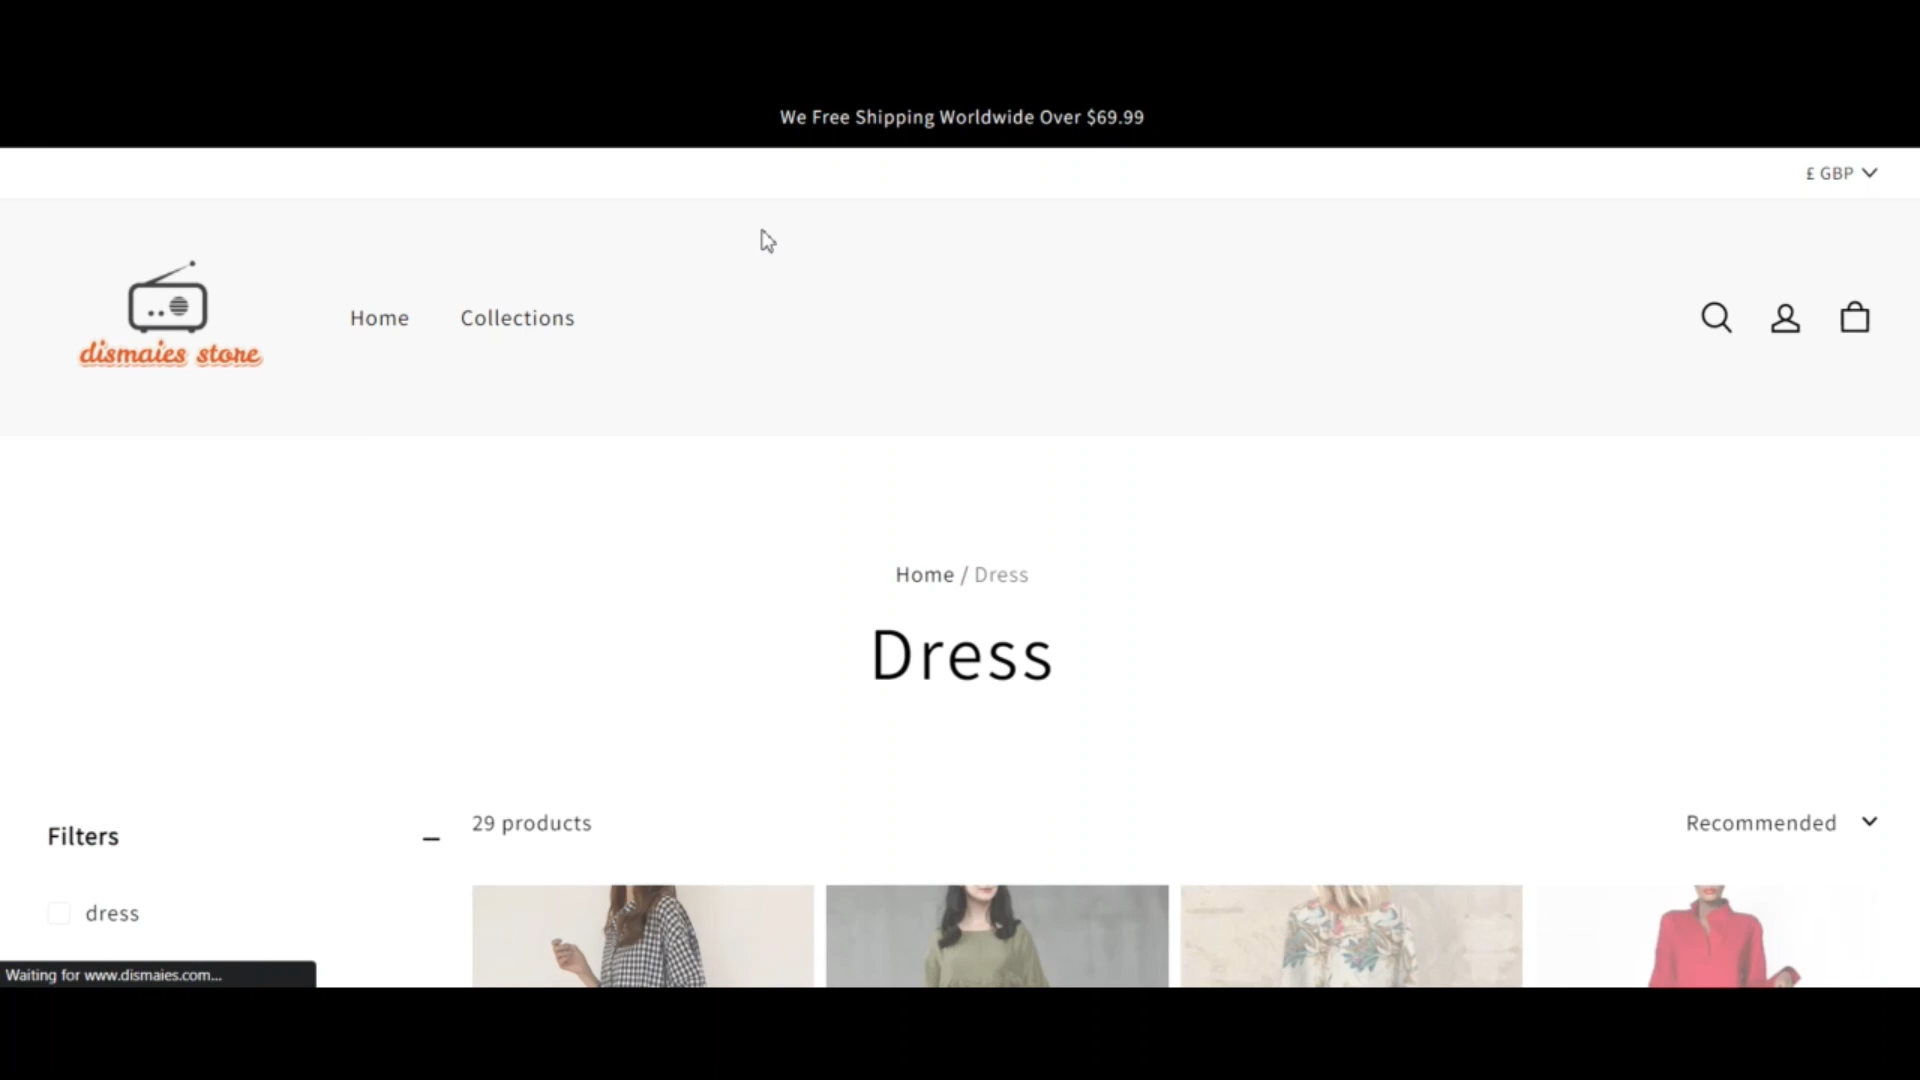 We Free Shipping Worldwide Over $69.99
£ GBP
dismaies store
Home
Collections
Home / Dress
Dress
Filters
29 products
Recommended
dress
Waiting for www.dismaies.com...